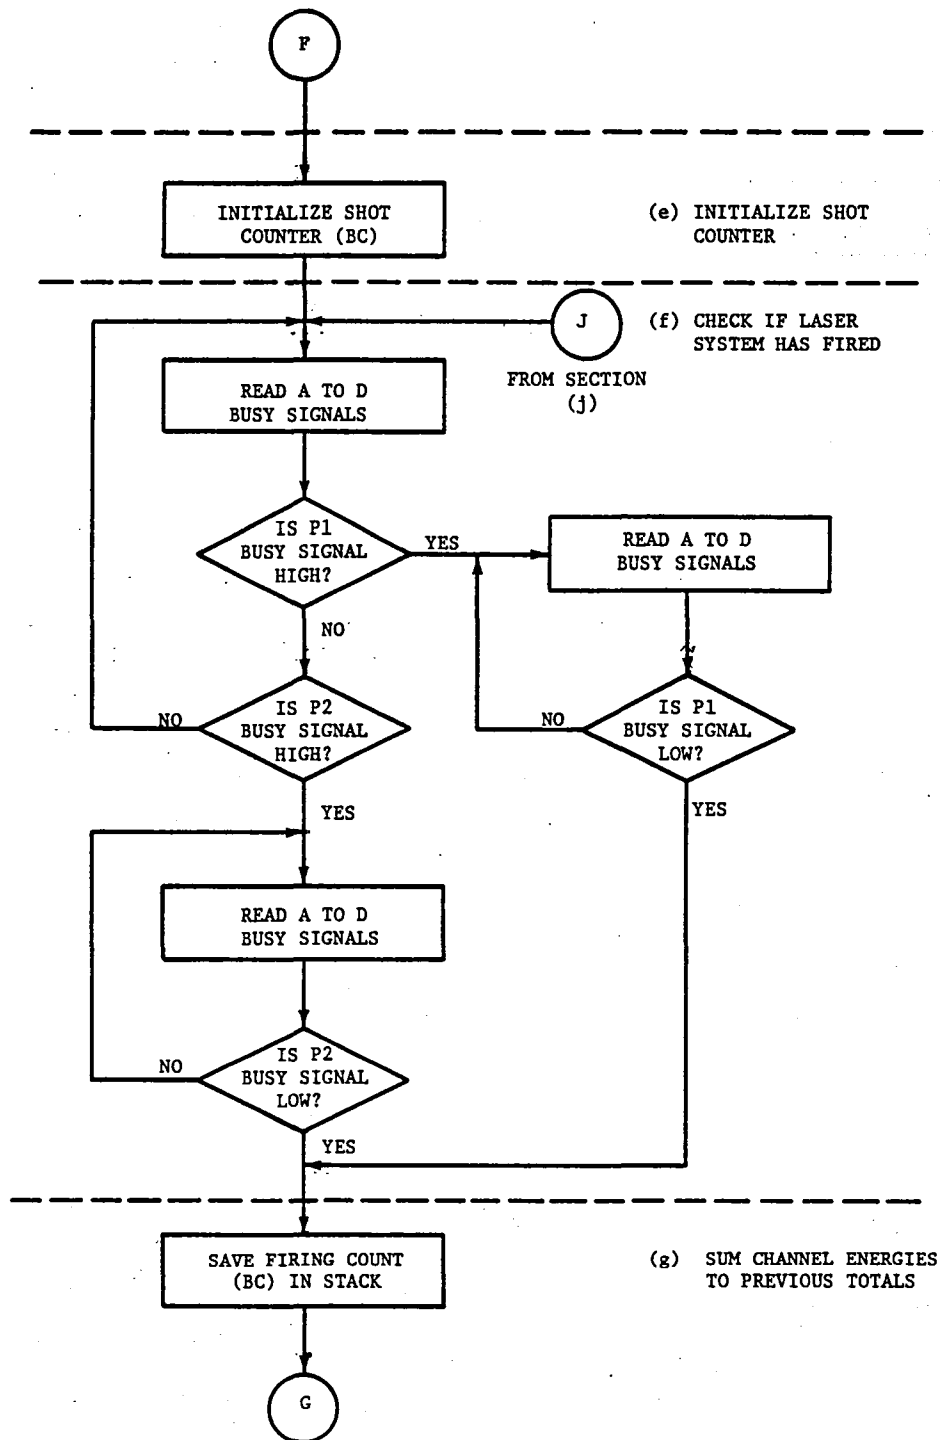 F
INITIALIZE SHOT
COUNTER (BC)
(e) INITIALIZE SHOT
COUNTER
J
(f) CHECK IF LASER
SYSTEM HAS FIRED
FROM SECTION
(j)
READ A TO D
BUSY SIGNALS
IS P1
BUSY SIGNAL
HIGH?
YES
READ A TO D
BUSY SIGNALS
NO
IS P2
BUSY SIGNAL
HIGH?
NO
IS P1
BUSY SIGNAL
LOW?
NO
YES
YES
READ A TO D
BUSY SIGNALS
IS P2
BUSY SIGNAL
LOW?
NO
YES
SAVE FIRING COUNT
(BC) IN STACK
(g) SUM CHANNEL ENERGIES
TO PREVIOUS TOTALS
G